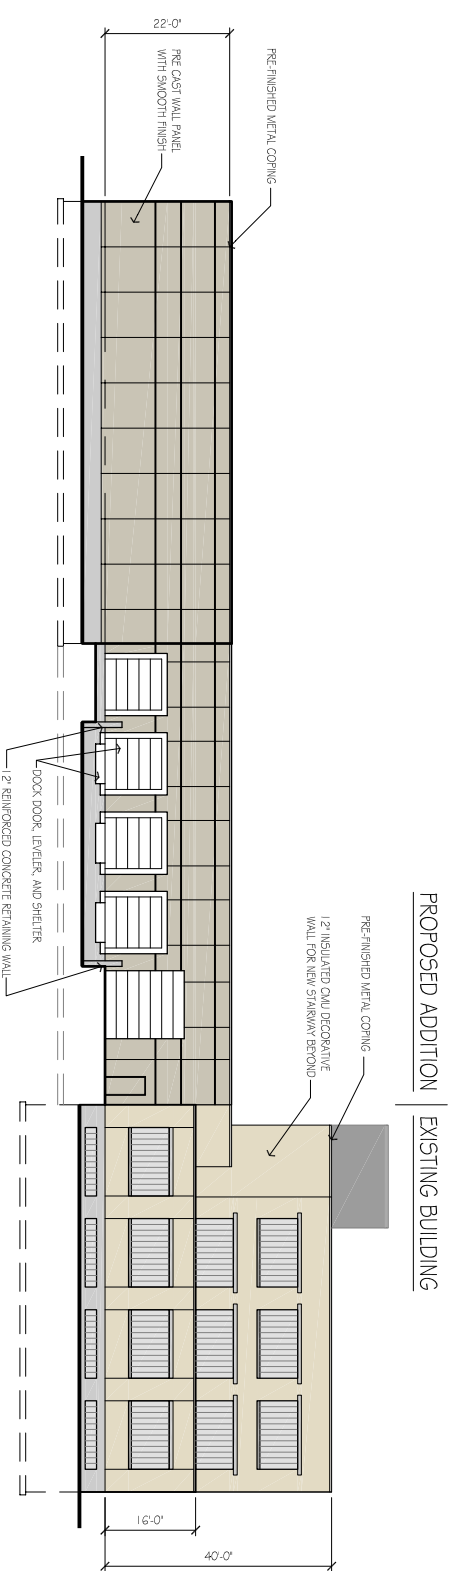 PROPOSED ADDITION
EXISTING BUILDING
PRE-FINISHED METAL COPING
PRE CAST WALL PANEL
WITH SMOOTH FINISH
22'-0"
PRE-FINISHED METAL COPING
12" INSULATED CMU DECORATIVE
WALL FOR NEW STAIRWAY BEYOND
DOCK DOOR, LEVELER, AND SHELTER
12" REINFORCED CONCRETE RETAINING WALL
16'-0"
40'-0"